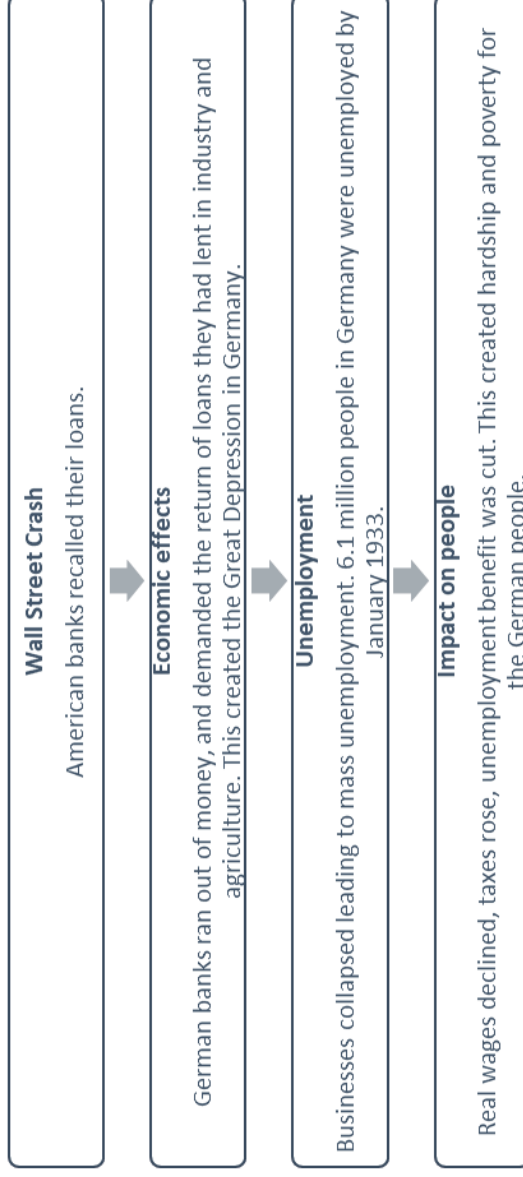 Wall Street Crash
American banks recalled their loans.
Economic effects
German banks ran out of money, and demanded the return of loans they had lent in industry and
agriculture. This created the Great Depression in Germany.
Unemployment
Businesses collapsed leading to mass unemployment. 6.1 million people in Germany were unemployed by
January 1933.
Impact on people
Real wages declined, taxes rose, unemployment benefit was cut. This created hardship and poverty for
the German people.